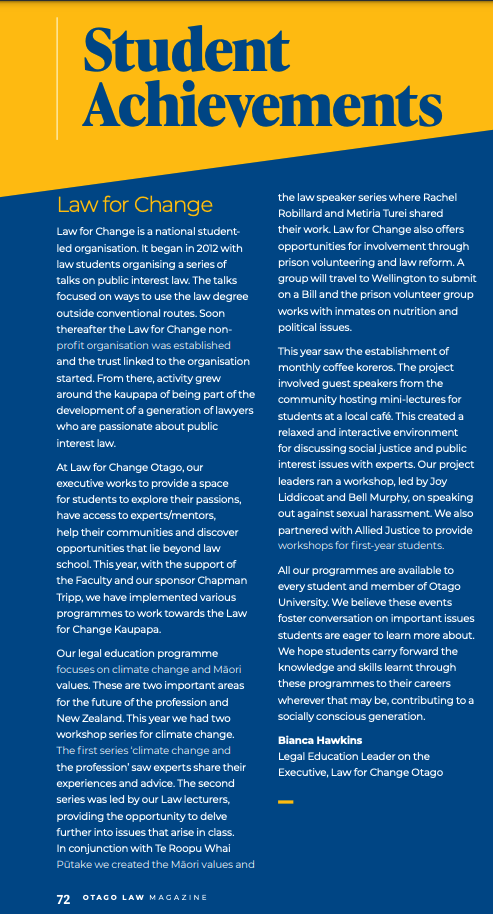 Student
Achievements
Law for Change
Law for Change is a national student-
led organisation. It began in 2012 with
law students organising a series of
talks on public interest law. The talks
focused on ways to use the law degree
outside conventional routes. Soon
thereafter the Law for Change non-
profit organisation was established
and the trust linked to the organisation
started. From there, activity grew
around the kaupapa of being part of the
development of a generation of lawyers
who are passionate about public
interest law.
At Law for Change Otago, our
executive works to provide a space
for students to explore their passions,
have access to experts/mentors,
help their communities and discover
opportunities that lie beyond law
school. This year, with the support of
the Faculty and our sponsor Chapman
Tripp, we have implemented various
programmes to work towards the Law
for Change Kaupapa.
Our legal education programme
focuses on climate change and Māori
values. These are two important areas
for the future of the profession and
New Zealand. This year we had two
workshop series for climate change.
The first series ‘climate change and
the profession’ saw experts share their
experiences and advice. The second
series was led by our Law lecturers,
providing the opportunity to delve
further into issues that arise in class.
In conjunction with Te Roopu Whai
Pūtake we created the Māori values and
the law speaker series where Rachel
Robillard and Metiria Turei shared
their work. Law for Change also offers
opportunities for involvement through
prison volunteering and law reform. A
group will travel to Wellington to submit
on a Bill and the prison volunteer group
works with inmates on nutrition and
political issues.
This year saw the establishment of
monthly coffee koreros. The project
involved guest speakers from the
community hosting mini-lectures for
students at a local café. This created a
relaxed and interactive environment
for discussing social justice and public
interest issues with experts. Our project
leaders ran a workshop, led by Joy
Liddicoat and Bell Murphy, on speaking
out against sexual harassment. We also
partnered with Allied Justice to provide
workshops for first-year students.
All our programmes are available to
every student and member of Otago
University. We believe these events
foster conversation on important issues
students are eager to learn more about.
We hope students carry forward the
knowledge and skills learnt through
these programmes to their careers
wherever that may be, contributing to a
socially conscious generation.
Bianca Hawkins
Legal Education Leader on the
Executive, Law for Change Otago
72 OTAGO LAW MAGAZINE